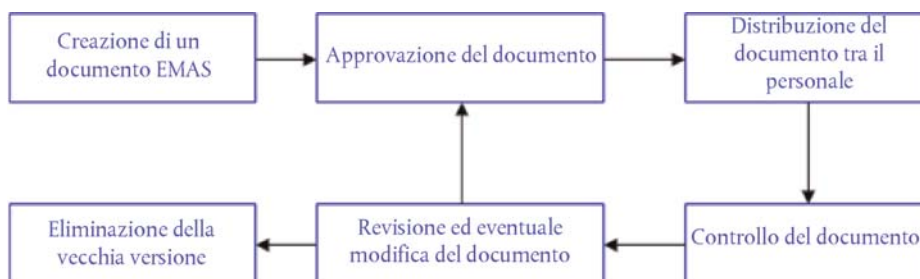 Creazione di un
documento EMAS
Approvazione del documento
Distribuzione del
documento tra il
personale
Eliminazione della
vecchia versione
Revisione ed eventuale
modifica del documento
Controllo del documento